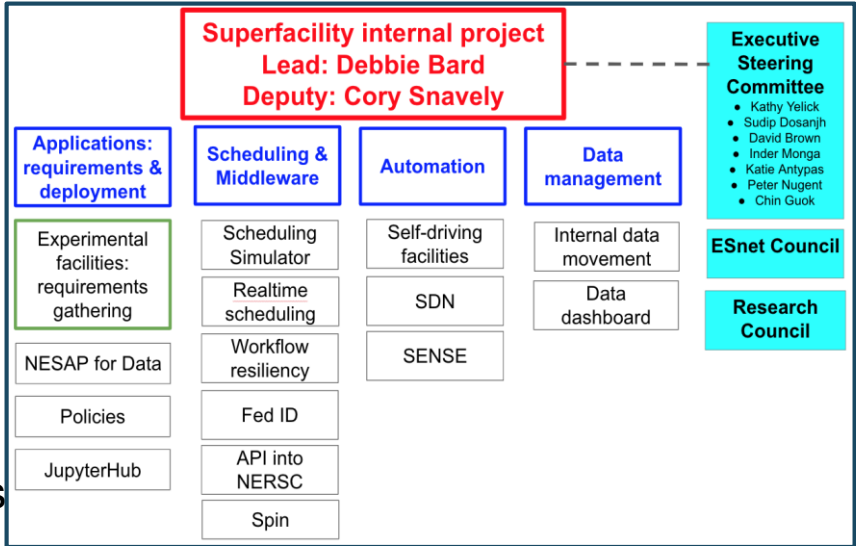 Superfacility internal project
Lead: Debbie Bard
Deputy: Cory Snavely
Executive
Steering
Committee
● Kathy Yelick
● Sudip Dosanjh
● David Brown
● Inder Monga
● Katie Antypas
● Peter Nugent
● Chin Guok
ESnet Council
Research
Council
Applications:
requirements &
deployment
Experimental
facilities:
requirements
gathering
NESAP for Data
Policies
JupyterHub
Scheduling &
Middleware
Scheduling
Simulator
Realtime
scheduling
Workflow
resiliency
Fed ID
API into
NERSC
Spin
Automation
Self-driving
facilities
SDN
SENSE
Data
management
Internal data
movement
Data
dashboard
s